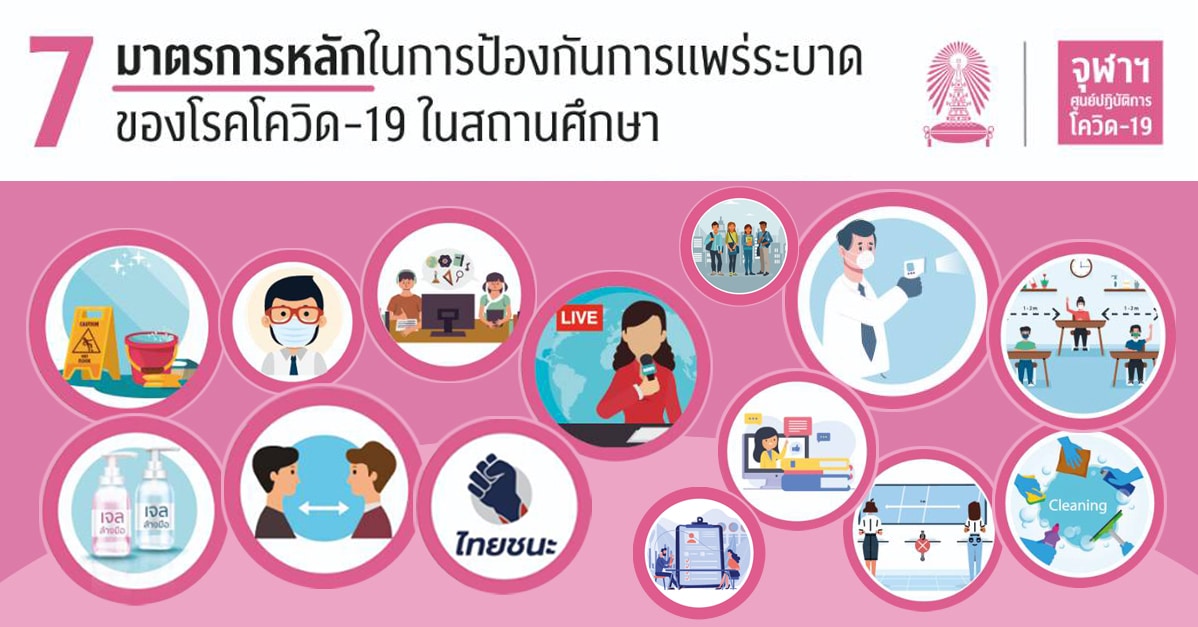 7 มาตรการหลักในการป้องกันการแพร่ระบาด
ของโรคโควิด-19 ในสถานศึกษา
จุฬาฯ
ศูนย์ปฏิบัติการ
โควิด-19
CAUTION
LIVE
1-2 m
1-2 m
เจล
ล้างมือ
เจล
ล้างมือ
ไทยชนะ
Cleaning